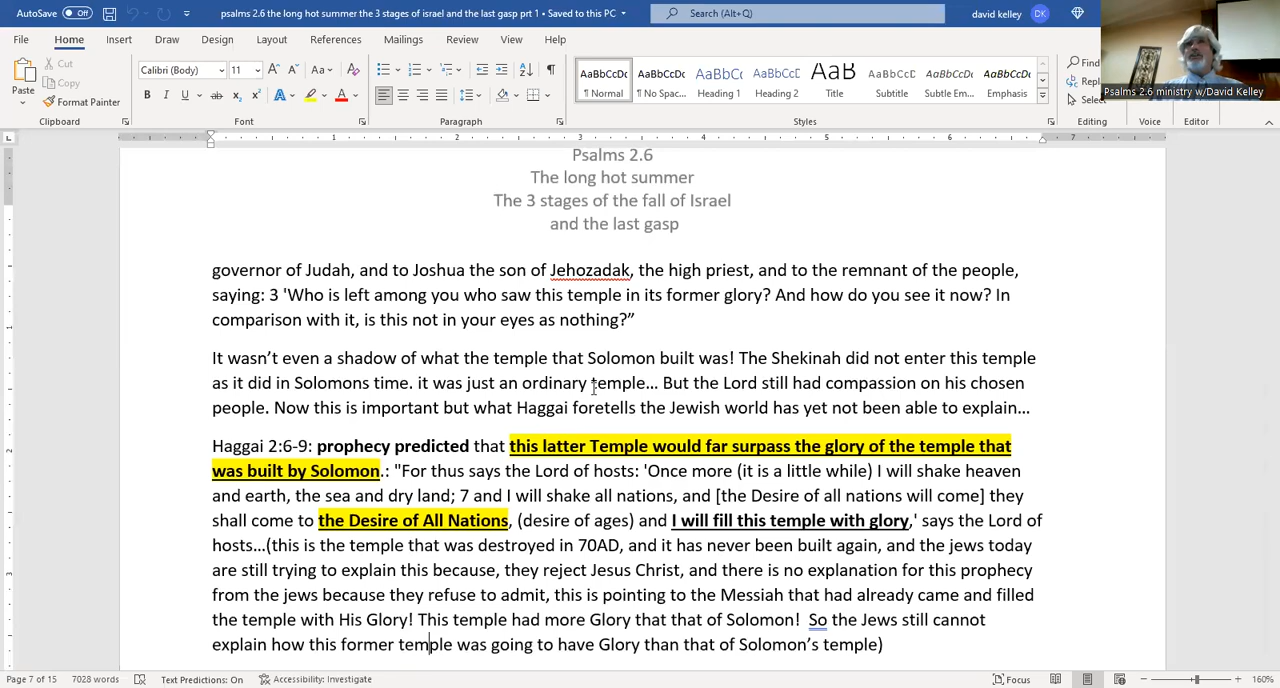 AutoSave Off psalms 2.6 the long hot summer the 3 stages of israel and the last gasp prt 1 • Saved to this PC Search (Alt+Q) david kelley DK
File Home Insert Draw Design Layout References Mailings Review View Help
Paste Cut Copy Format Painter
Calibri (Body) 11
AaBbCcDc AaBbCcDc AaBbCc AaBbCcD AaB AaBbCcD AaBbCcDc AaBbCcDc
¶ Normal ¶ No Spac... Heading 1 Heading 2 Title Subtitle Subtle Em... Emphasis
Find
Repl
Select
Clipboard Font Paragraph Styles Editing Voice Editor
Psalms 2.6 ministry w/David Kelley
1 2 3 4 5 6 7
Psalms 2.6
The long hot summer
The 3 stages of the fall of Israel
and the last gasp
governor of Judah, and to Joshua the son of Jehozadak, the high priest, and to the remnant of the people,
saying: 3 'Who is left among you who saw this temple in its former glory? And how do you see it now? In
comparison with it, is this not in your eyes as nothing?”
It wasn’t even a shadow of what the temple that Solomon built was! The Shekinah did not enter this temple
as it did in Solomons time. it was just an ordinary temple... But the Lord still had compassion on his chosen
people. Now this is important but what Haggai foretells the Jewish world has yet not been able to explain...
Haggai 2:6-9: prophecy predicted that this latter Temple would far surpass the glory of the temple that
was built by Solomon.: "For thus says the Lord of hosts: 'Once more (it is a little while) I will shake heaven
and earth, the sea and dry land; 7 and I will shake all nations, and [the Desire of all nations will come] they
shall come to the Desire of All Nations, (desire of ages) and I will fill this temple with glory,' says the Lord of
hosts...(this is the temple that was destroyed in 70AD, and it has never been built again, and the jews today
are still trying to explain this because, they reject Jesus Christ, and there is no explanation for this prophecy
from the jews because they refuse to admit, this is pointing to the Messiah that had already came and filled
the temple with His Glory! This temple had more Glory that that of Solomon! So the Jews still cannot
explain how this former temple was going to have Glory than that of Solomon’s temple)
Page 7 of 15 7028 words Text Predictions: On Accessibility: Investigate Focus 160%